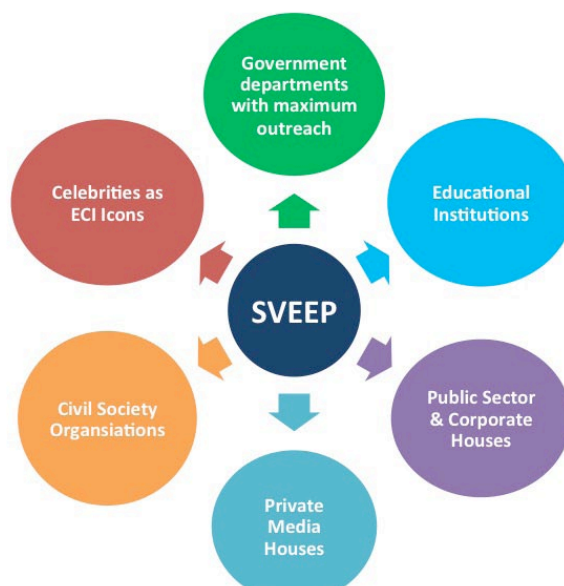 Government
departments
with maximum
outreach
Celebrities as
ECI Icons
Educational
Institutions
SVEEP
Civil Society
Organsiations
Public Sector
& Corporate
Houses
Private
Media
Houses